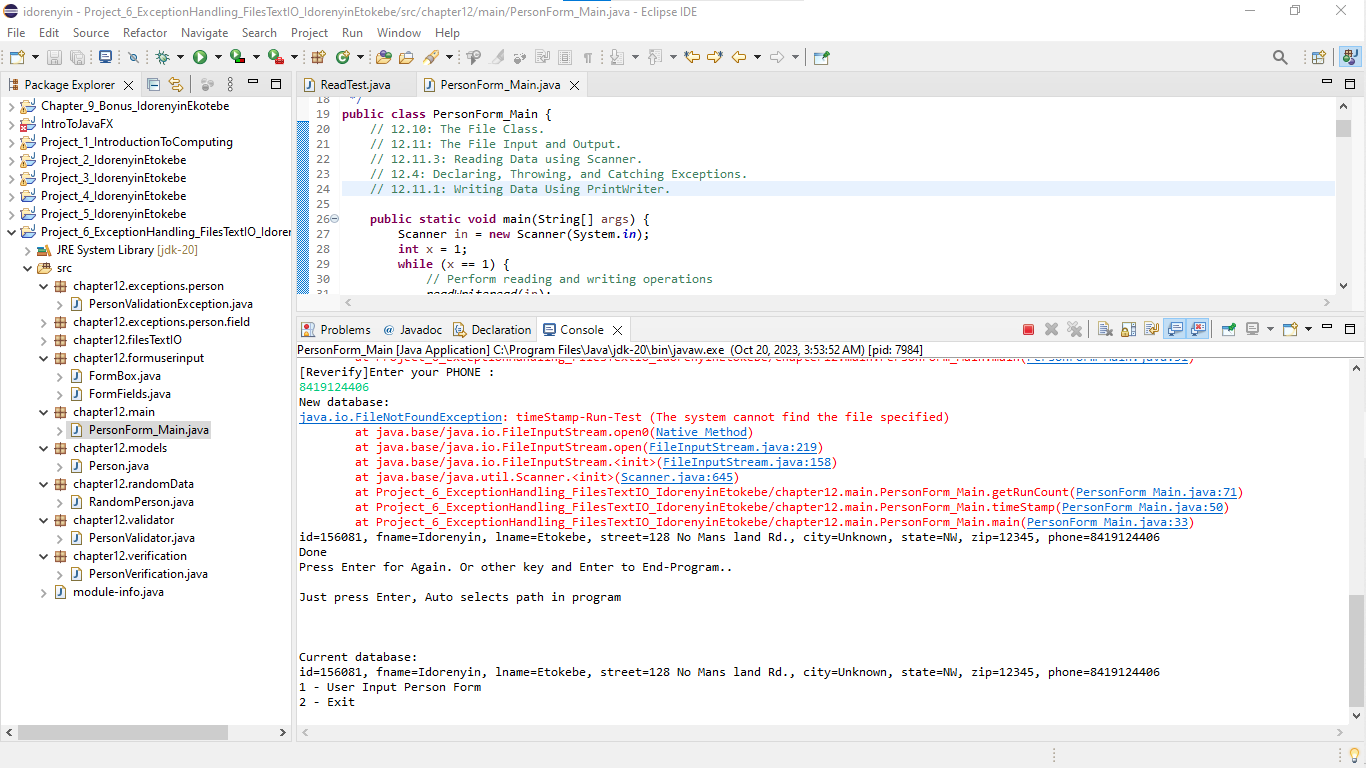 idorenyin - Project_6_ExceptionHandling_FilesTextIO_IdorenyinEtokebe/src/chapter12/main/PersonForm_Main.java - Eclipse IDE
File Edit Source Refactor Navigate Search Project Run Window Help
Package Explorer
Chapter_9_Bonus_IdorenyinEkotebe
IntroToJavaFX
Project_1_IntroductionToComputing
Project_2_IdorenyinEtokebe
Project_3_IdorenyinEtokebe
Project_4_IdorenyinEtokebe
Project_5_IdorenyinEtokebe
Project_6_ExceptionHandling_FilesTextIO_Idorer
JRE System Library [jdk-20]
src
chapter12.exceptions.person
PersonValidationException.java
chapter12.exceptions.person.field
chapter12.filesTextIO
chapter12.formuserinput
FormBox.java
FormFields.java
chapter12.main
PersonForm_Main.java
chapter12.models
Person.java
chapter12.randomData
RandomPerson.java
chapter12.validator
PersonValidator.java
chapter12.verification
PersonVerification.java
module-info.java
ReadTest.java PersonForm_Main.java
18 */
19 public class PersonForm_Main {
20 // 12.10: The File Class.
21 // 12.11: The File Input and Output.
22 // 12.11.3: Reading Data using Scanner.
23 // 12.4: Declaring, Throwing, and Catching Exceptions.
24 // 12.11.1: Writing Data Using PrintWriter.
25
26 public static void main(String[] args) {
27 Scanner in = new Scanner(System.in);
28 int x = 1;
29 while (x == 1) {
30 // Perform reading and writing operations
31 readWriteread(in);
Problems @ Javadoc Declaration Console
PersonForm_Main [Java Application] C:\Program Files\Java\jdk-20\bin\javaw.exe (Oct 20, 2023, 3:53:52 AM) [pid: 7984]
at Project_6_ExceptionHandling_FilesTextIO_IdorenyinEtokebe/chapter12.main.PersonForm_Main.main(PersonForm_Main.java:31)
[Reverify]Enter your PHONE :
8419124406
New database:
java.io.FileNotFoundException: timeStamp-Run-Test (The system cannot find the file specified)
at java.base/java.io.FileInputStream.open0(Native Method)
at java.base/java.io.FileInputStream.open(FileInputStream.java:219)
at java.base/java.io.FileInputStream.<init>(FileInputStream.java:158)
at java.base/java.util.Scanner.<init>(Scanner.java:645)
at Project_6_ExceptionHandling_FilesTextIO_IdorenyinEtokebe/chapter12.main.PersonForm_Main.getRunCount(PersonForm_Main.java:71)
at Project_6_ExceptionHandling_FilesTextIO_IdorenyinEtokebe/chapter12.main.PersonForm_Main.timeStamp(PersonForm_Main.java:50)
at Project_6_ExceptionHandling_FilesTextIO_IdorenyinEtokebe/chapter12.main.PersonForm_Main.main(PersonForm_Main.java:33)
id=156081, fname=Idorenyin, lname=Etokebe, street=128 No Mans land Rd., city=Unknown, state=NW, zip=12345, phone=8419124406
Done
Press Enter for Again. Or other key and Enter to End-Program..
Just press Enter, Auto selects path in program
Current database:
id=156081, fname=Idorenyin, lname=Etokebe, street=128 No Mans land Rd., city=Unknown, state=NW, zip=12345, phone=8419124406
1 - User Input Person Form
2 - Exit